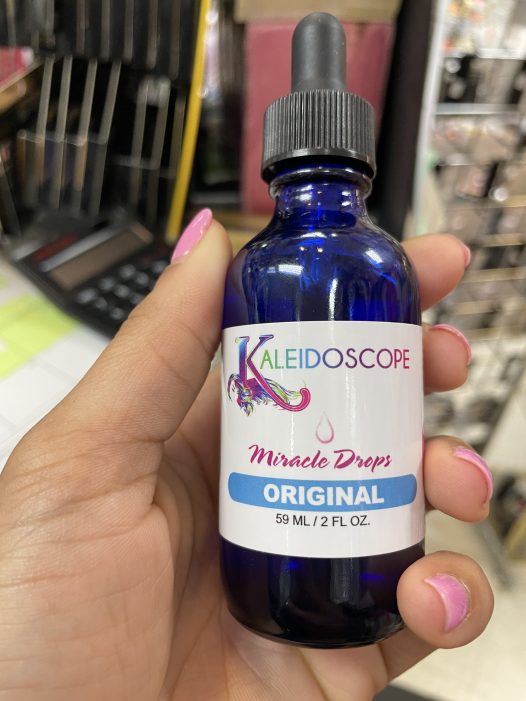 KALEIDOSCOPE
Miracle Drops
ORIGINAL
59 ML / 2 FL OZ.